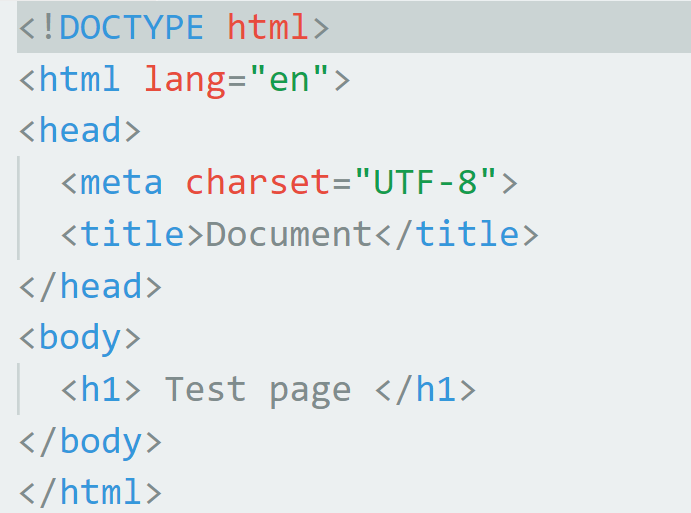 <!DOCTYPE html>
<html lang="en">
<head>
  <meta charset="UTF-8">
  <title>Document</title>
</head>
<body>
  <h1> Test page </h1>
</body>
</html>